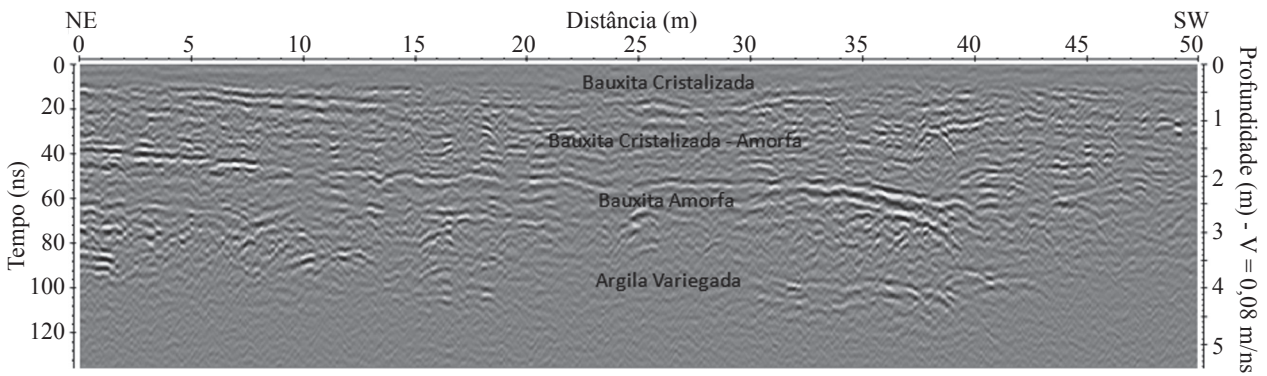 NE Distância (m) SW
0 5 10 15 20 25 30 35 40 45 50
Tempo (ns)
0
20
40
60
80
100
120
Bauxita Cristalizada
Bauxita Cristalizada - Amorfa
Bauxita Amorfa
Argila Variegada
0
1
2
3
4
5
Profundidade (m) - V = 0,08 m/ns